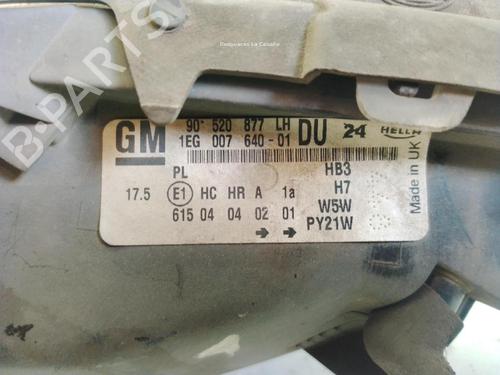 Desguaces La Cabaña
B-PARTS
GM 90 520 877 LH DU 24 HELLA
1EG 007 640-01
PL HB3
17.5 E1 HC HR A 1a H7
W5W
615 04 04 02 01 PY21W
→ →
Made in UK